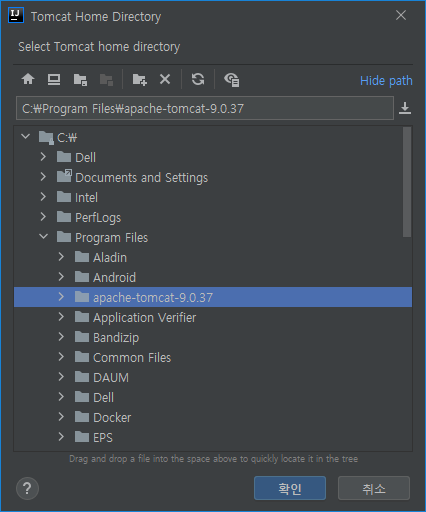 IJ Tomcat Home Directory
Select Tomcat home directory
Hide path
C:₩Program Files₩apache-tomcat-9.0.37
C:₩
Dell
Documents and Settings
Intel
PerfLogs
Program Files
Aladin
Android
apache-tomcat-9.0.37
Application Verifier
Bandizip
Common Files
DAUM
Dell
Docker
EPS
Drag and drop a file into the space above to quickly locate it in the tree
? 확인 취소